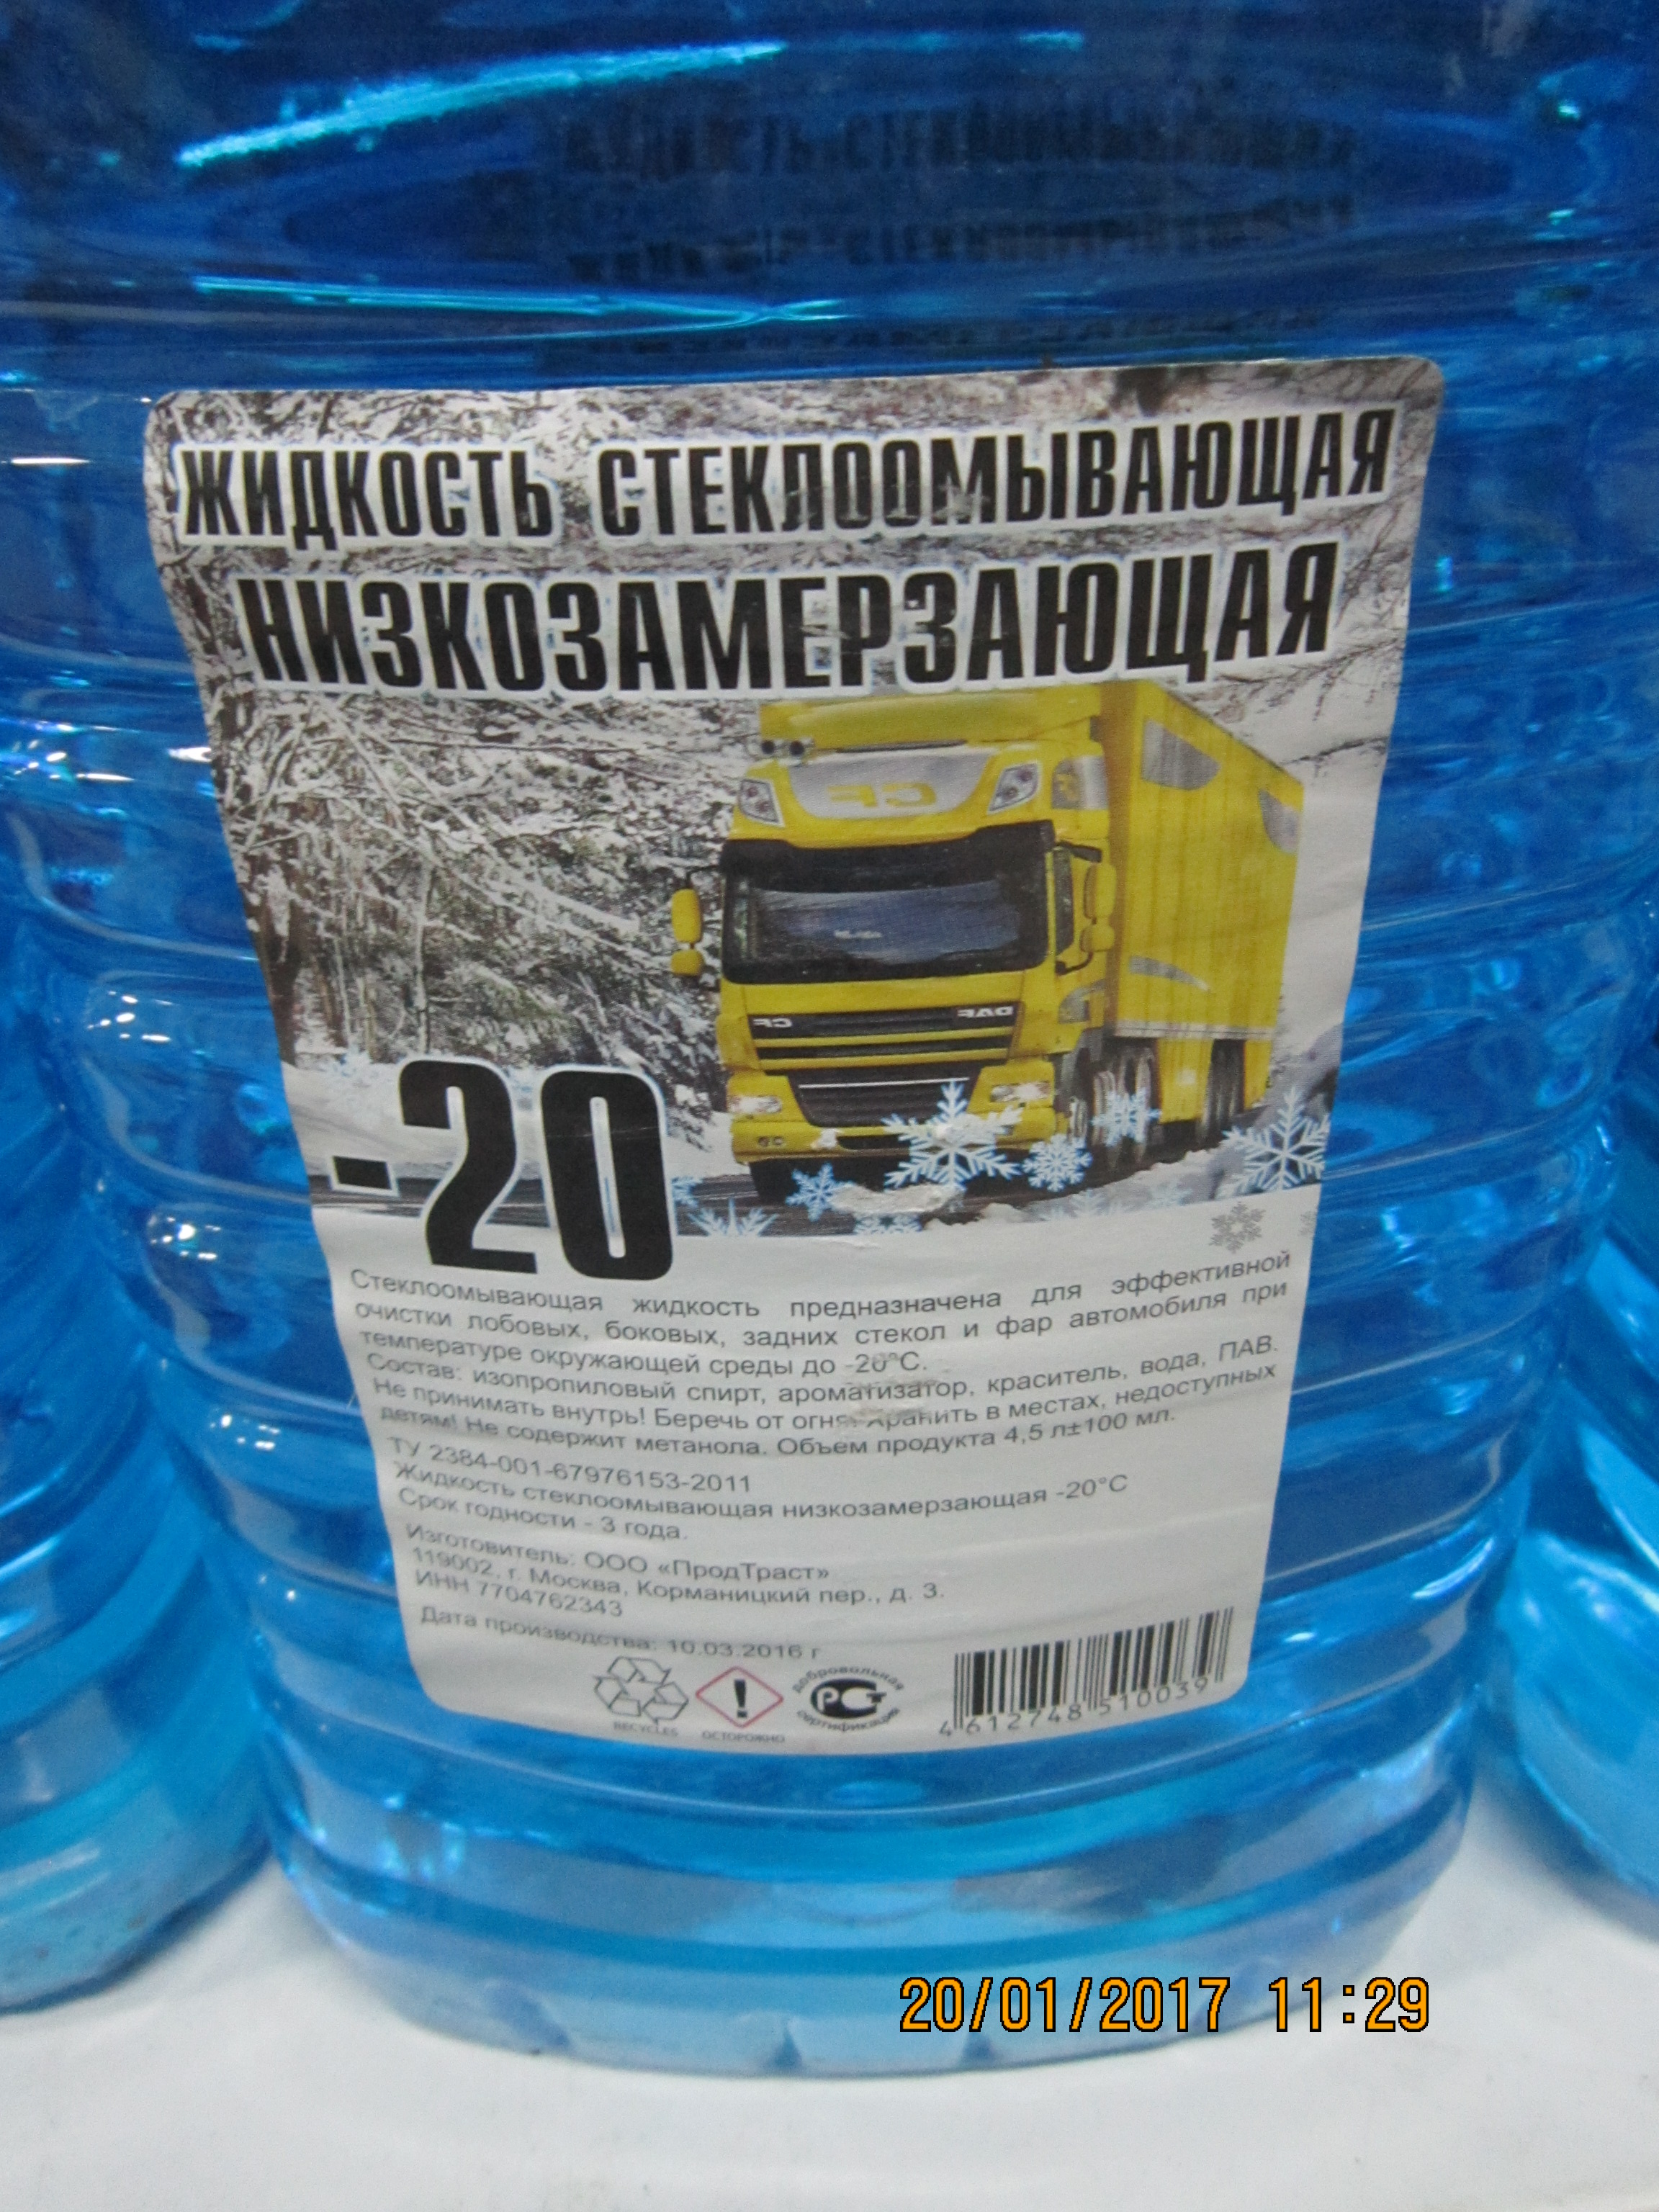 ЖИДКОСТЬ СТЕКЛООМЫВАЮЩАЯ
НИЗКОЗАМЕРЗАЮЩАЯ
CF
CF DAF
-20
Стеклоомывающая жидкость предназначена для эффективной
очистки лобовых, боковых, задних стекол и фар автомобиля при
температуре окружающей среды до -20°С.
Состав: изопропиловый спирт, ароматизатор, краситель, вода, ПАВ.
Не принимать внутрь! Беречь от огня. Хранить в местах, недоступных
детям! Не содержит метанола. Объем продукта 4,5 л±100 мл.
ТУ 2384-001-67976153-2011
Жидкость стеклоомывающая низкозамерзающая -20°С
Срок годности - 3 года.
Изготовитель: ООО «ПродТраст»
119002, г. Москва, Корманицкий пер., д. 3.
ИНН 7704762343
Дата производства: 10.03.2016 г
RECYCLES
ОСТОРОЖНО
добровольная
РСТ
сертификация
4612748510039
20/01/2017 11:29